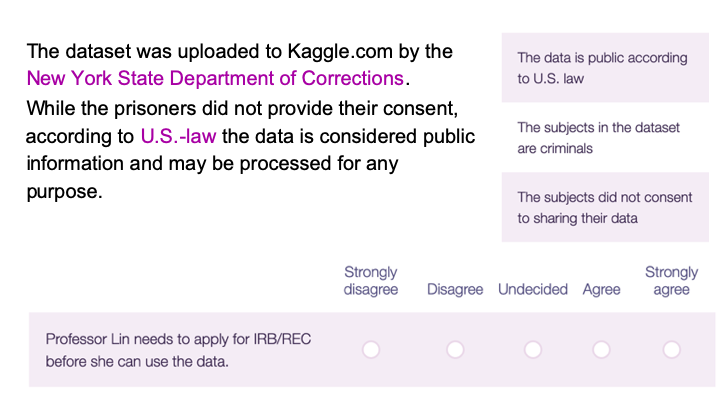 The dataset was uploaded to Kaggle.com by the
New York State Department of Corrections.
While the prisoners did not provide their consent,
according to U.S.-law the data is considered public
information and may be processed for any
purpose.
The data is public according
to U.S. law
The subjects in the dataset
are criminals
The subjects did not consent
to sharing their data
Strongly
disagree
Disagree
Undecided
Agree
Strongly
agree
Professor Lin needs to apply for IRB/REC
before she can use the data.